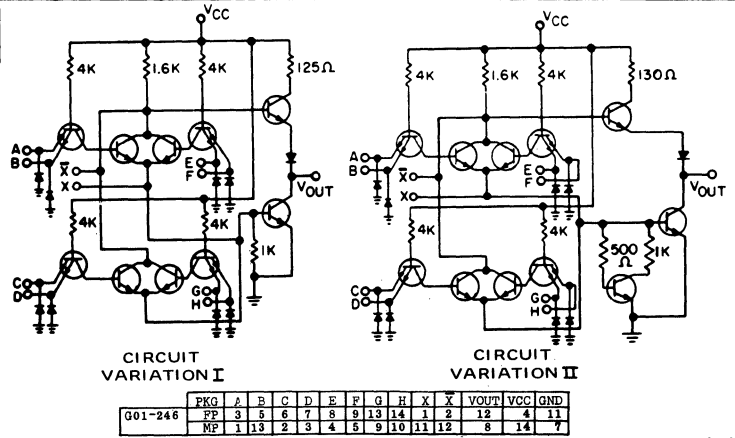 VCC
4K
1.6K
4K
125Ω
A
B
X̅
X
E
F
VOUT
4K
4K
1K
C
D
G
H
CIRCUIT
VARIATION I
VCC
4K
1.6K
4K
130Ω
A
B
X̅
X
E
F
VOUT
4K
4K
500
Ω
1K
C
D
G
H
CIRCUIT
VARIATION II
PKG A B C D E F G H X X̅ VOUT VCC GND
G01-246 FP 3 5 6 7 8 9 13 14 1 2 12 4 11
MP 1 13 2 3 4 5 9 10 11 12 8 14 7